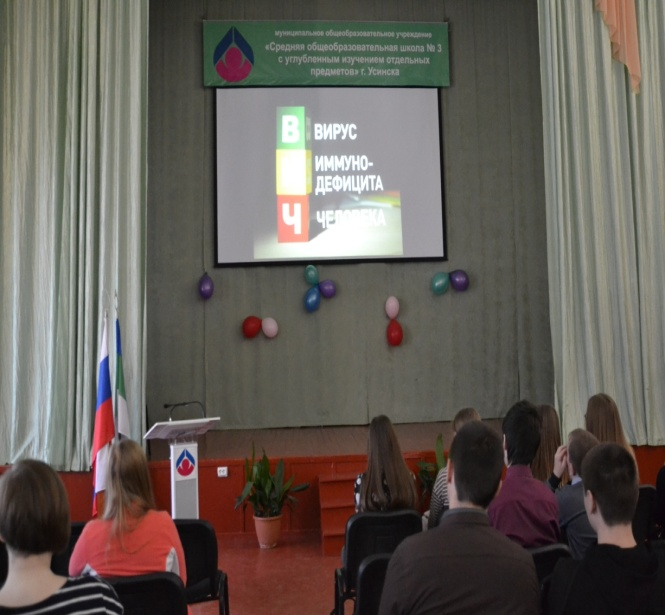 муниципальное общеобразовательное учреждение
«Средняя общеобразовательная школа № 3
с углубленным изучением отдельных
предметов» г. Усинска
В ВИРУС
И ИММУНО-
ДЕФИЦИТА
Ч ЧЕЛОВЕКА